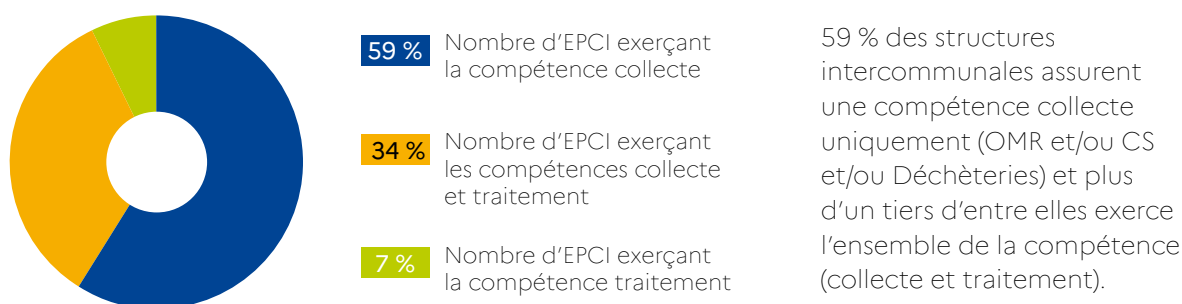 59 %
Nombre d’EPCI exerçant
la compétence collecte
34 %
Nombre d’EPCI exerçant
les compétences collecte
et traitement
7 %
Nombre d’EPCI exerçant
la compétence traitement
59 % des structures
intercommunales assurent
une compétence collecte
uniquement (OMR et/ou CS
et/ou Déchèteries) et plus
d’un tiers d’entre elles exerce
l’ensemble de la compétence
(collecte et traitement).